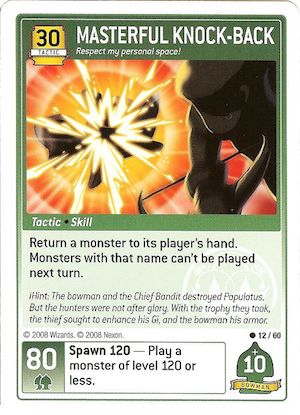 30
TACTIC
MASTERFUL KNOCK-BACK
Respect my personal space!
Tactic • Skill
Return a monster to its player's hand.
Monsters with that name can't be played
next turn.
iHint: The bowman and the Chief Bandit destroyed Papulatus.
But the hunters were not after glory. With the trophy they took,
the thief sought to enhance his Gi, and the bowman his armor.
© 2008 Wizards. © 2008 Nexon.
● 12 / 60
80
Spawn 120 — Play a
monster of level 120 or
less.
10
BOWMAN